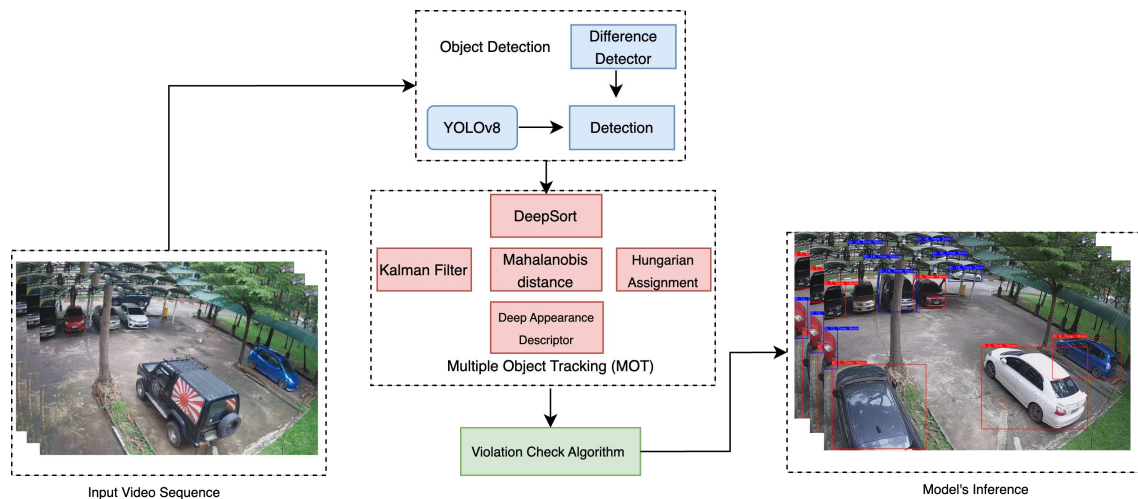 Object Detection
Difference
Detector
YOLOv8
Detection
DeepSort
Kalman Filter
Mahalanobis
distance
Hungarian
Assignment
Deep Appearance
Descriptor
Multiple Object Tracking (MOT)
Violation Check Algorithm
Input Video Sequence
Model's Inference